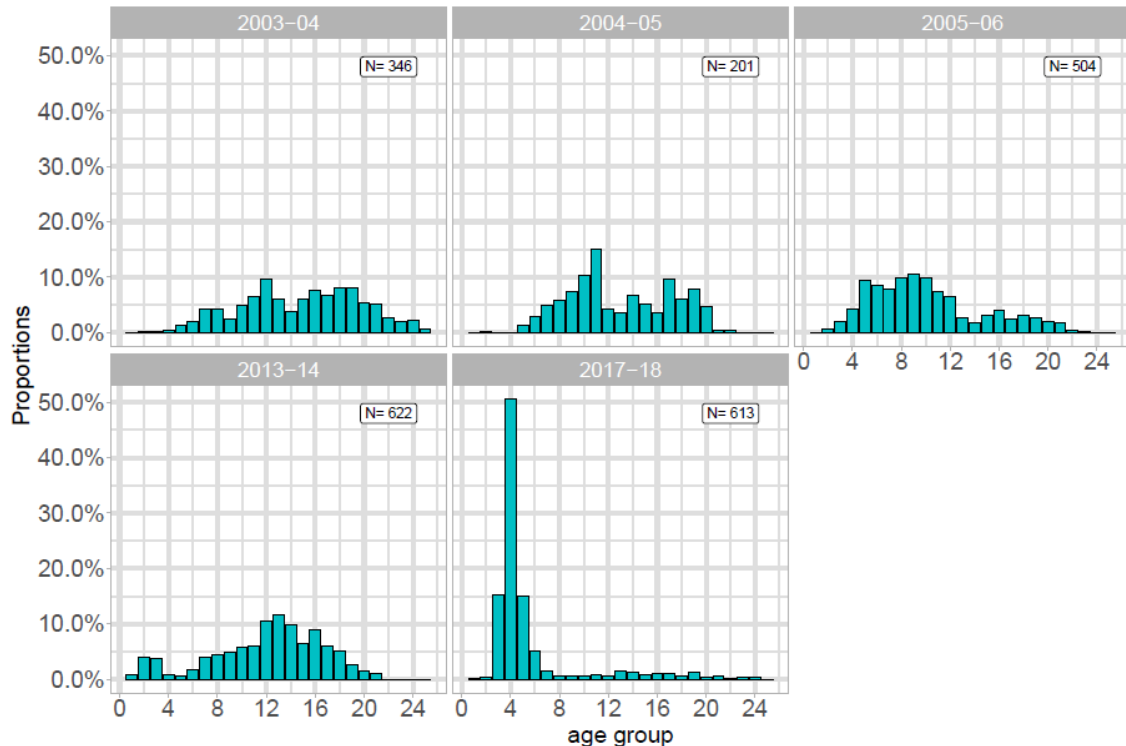 2003−04
2004−05
2005−06
N= 346
N= 201
N= 504
50.0%
40.0%
30.0%
20.0%
10.0%
0.0%
0 4 8 12 16 20 24
2013−14
2017−18
N= 622
N= 613
50.0%
40.0%
30.0%
20.0%
10.0%
0.0%
0 4 8 12 16 20 24
0 4 8 12 16 20 24
age group
Proportions